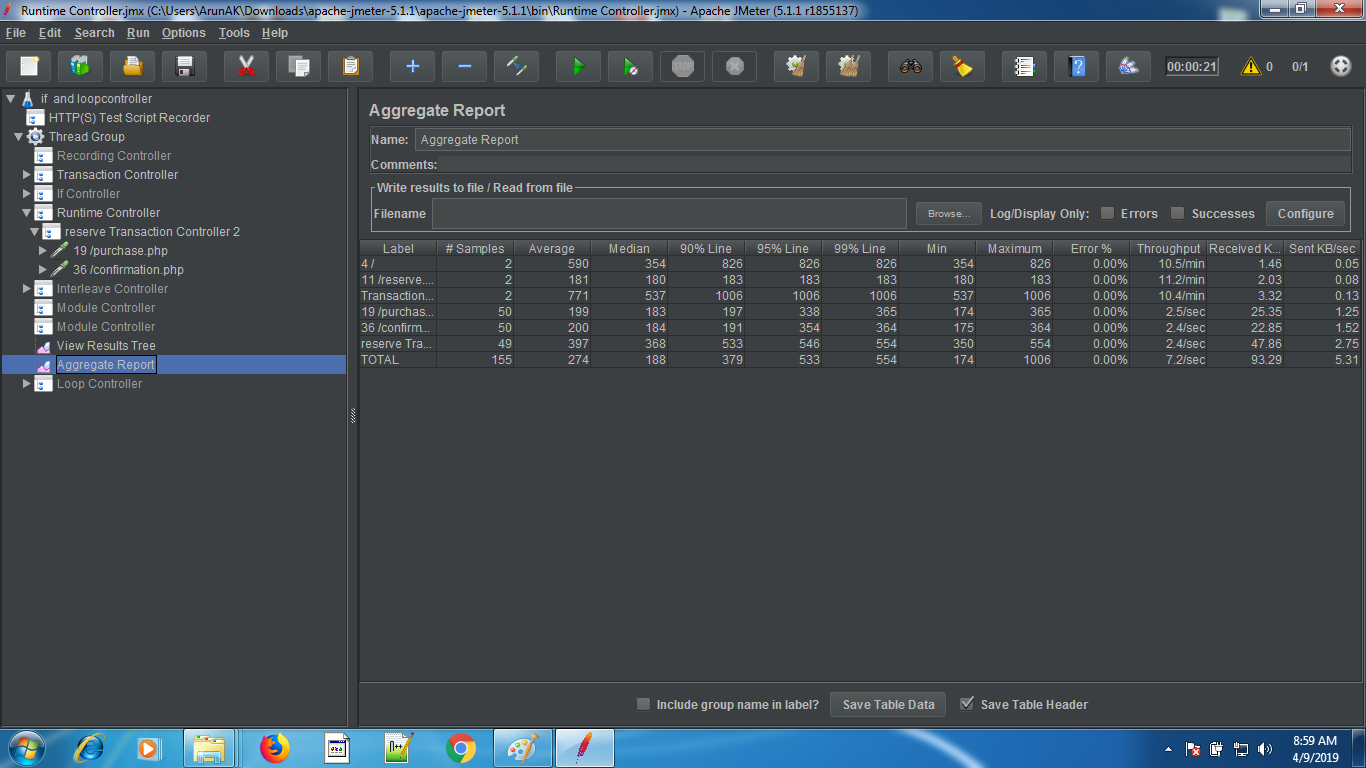 Runtime Controller.jmx (C:\Users\ArunAK\Downloads\apache-jmeter-5.1.1\apache-jmeter-5.1.1\bin\Runtime Controller.jmx) - Apache JMeter (5.1.1 r1855137)
File Edit Search Run Options Tools Help
STOP 00:00:21 0 0/1
if and loopcontroller
HTTP(S) Test Script Recorder
Thread Group
Recording Controller
Transaction Controller
If Controller
Runtime Controller
reserve Transaction Controller 2
19 /purchase.php
36 /confirmation.php
Interleave Controller
Module Controller
Module Controller
View Results Tree
Aggregate Report
Loop Controller
Aggregate Report
Name: Aggregate Report
Comments:
Write results to file / Read from file
Filename Browse... Log/Display Only: Errors Successes Configure
Label # Samples Average Median 90% Line 95% Line 99% Line Min Maximum Error % Throughput Received K... Sent KB/sec
4 / 2 590 354 826 826 826 354 826 0.00% 10.5/min 1.46 0.05
11 /reserve.... 2 181 180 183 183 183 180 183 0.00% 11.2/min 2.03 0.08
Transaction... 2 771 537 1006 1006 1006 537 1006 0.00% 10.4/min 3.32 0.13
19 /purchas... 50 199 183 197 338 365 174 365 0.00% 2.5/sec 25.35 1.25
36 /confirm... 50 200 184 191 354 364 175 364 0.00% 2.4/sec 22.85 1.52
reserve Tra... 49 397 368 533 546 554 350 554 0.00% 2.4/sec 47.86 2.75
TOTAL 155 274 188 379 533 554 174 1006 0.00% 7.2/sec 93.29 5.31
Include group name in label? Save Table Data Save Table Header
8:59 AM
4/9/2019